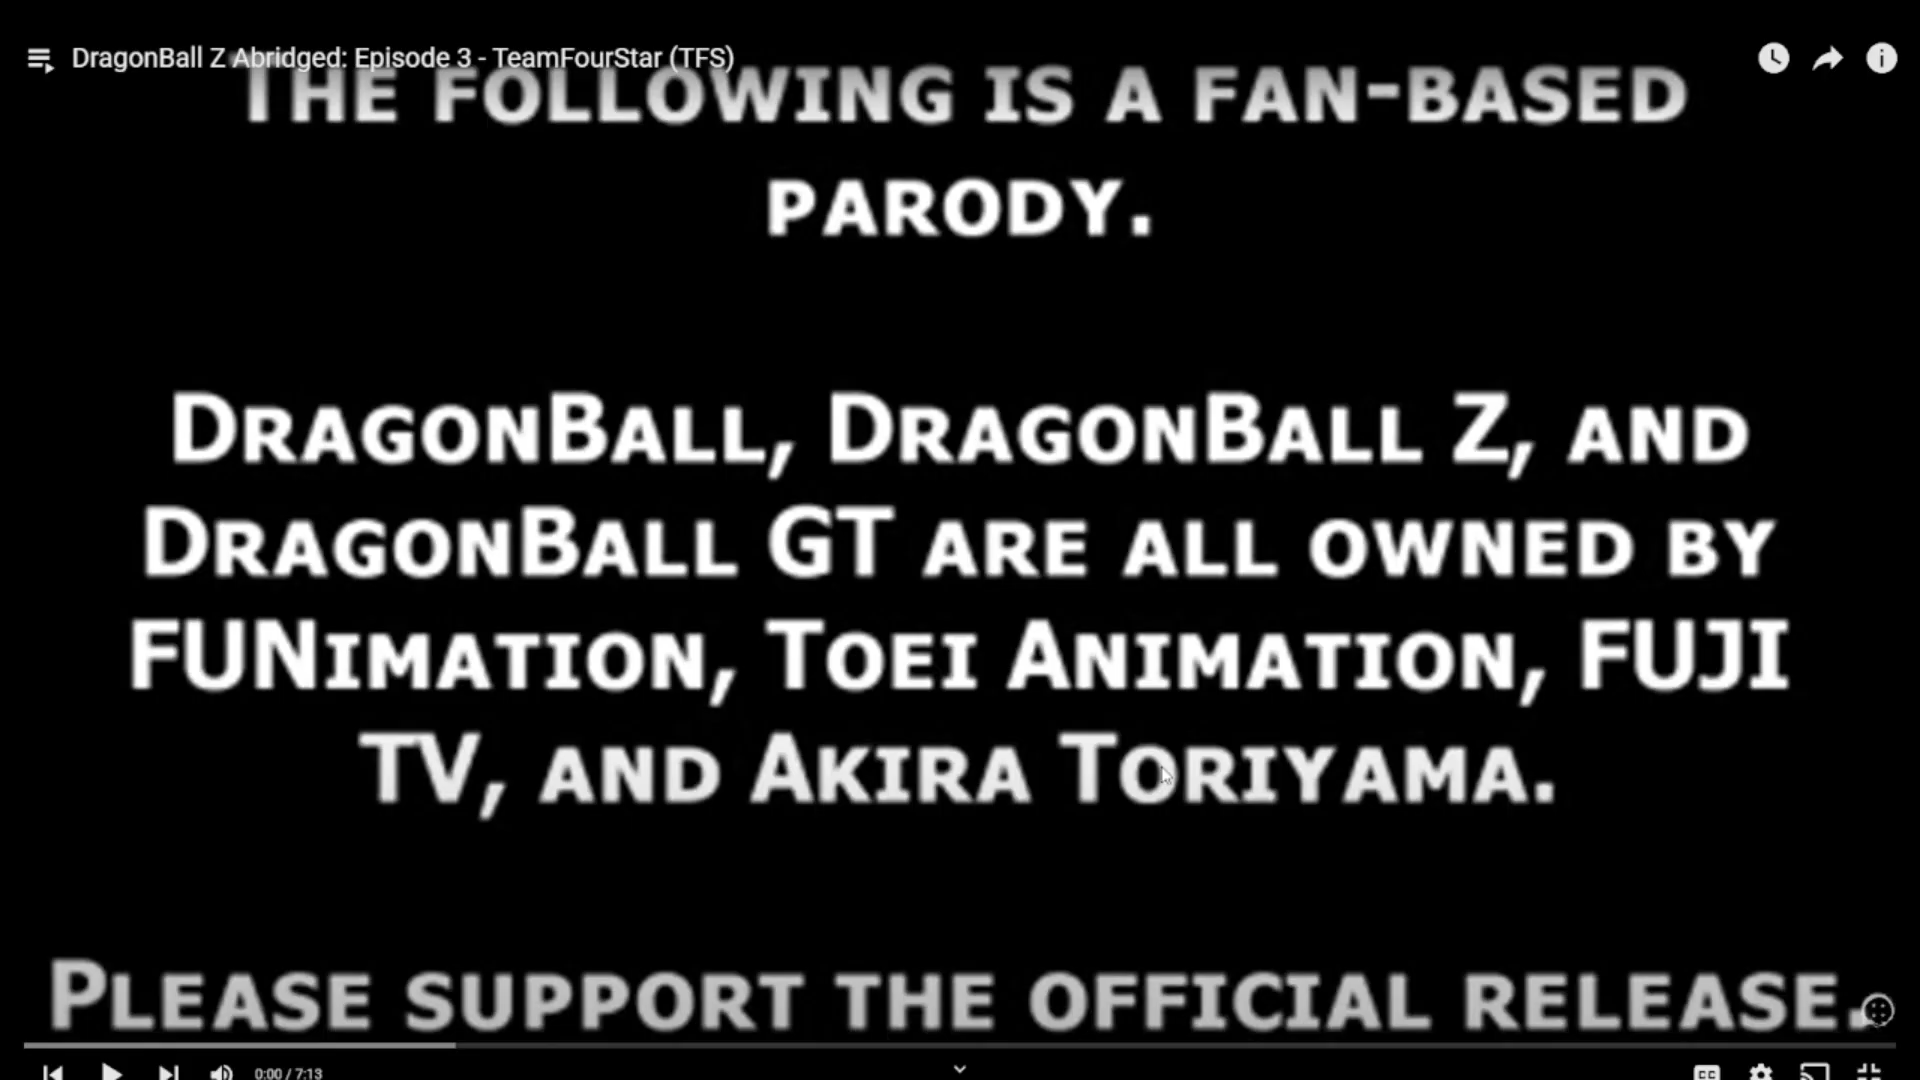 DragonBall Z Abridged: Episode 3 - TeamFourStar (TFS)
THE FOLLOWING IS A FAN-BASED
PARODY.
DRAGONBALL, DRAGONBALL Z, AND
DRAGONBALL GT ARE ALL OWNED BY
FUNIMATION, TOEI ANIMATION, FUJI
TV, AND AKIRA TORIYAMA.
PLEASE SUPPORT THE OFFICIAL RELEASE.
0:00 / 7:13
CC